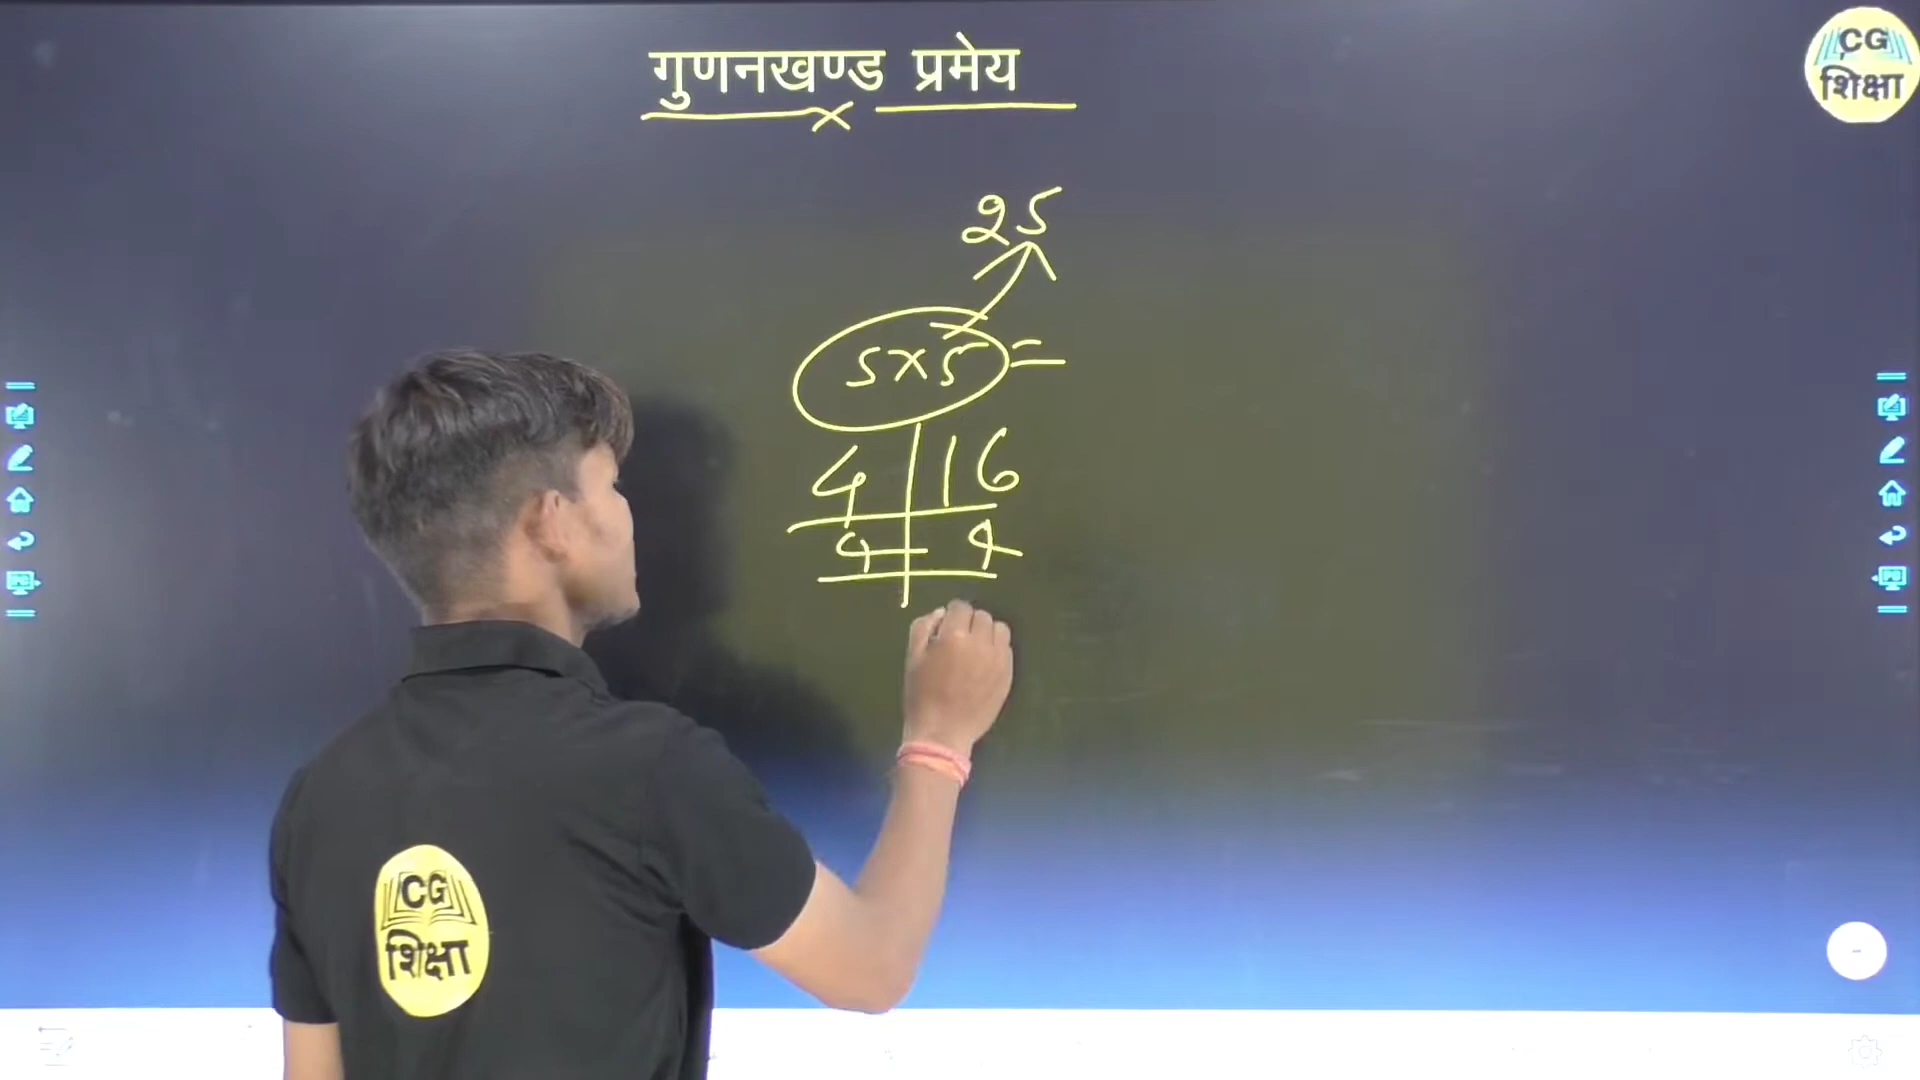 गुणनखण्ड प्रमेय
CG
शिक्षा
25
5×5 =
4 | 16
4 | 4
CG
शिक्षा